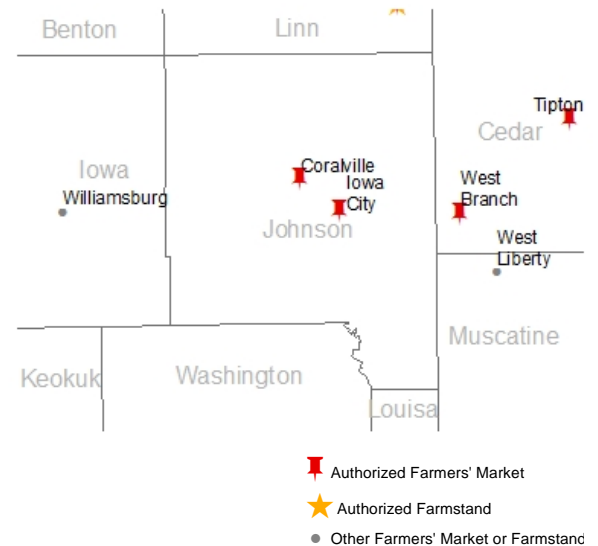 Benton
Linn
Tipton
Cedar
Iowa
Coralville
Iowa
City
West
Branch
Williamsburg
Johnson
West
Liberty
Muscatine
Keokuk
Washington
Louisa
Authorized Farmers' Market
Authorized Farmstand
Other Farmers' Market or Farmstand